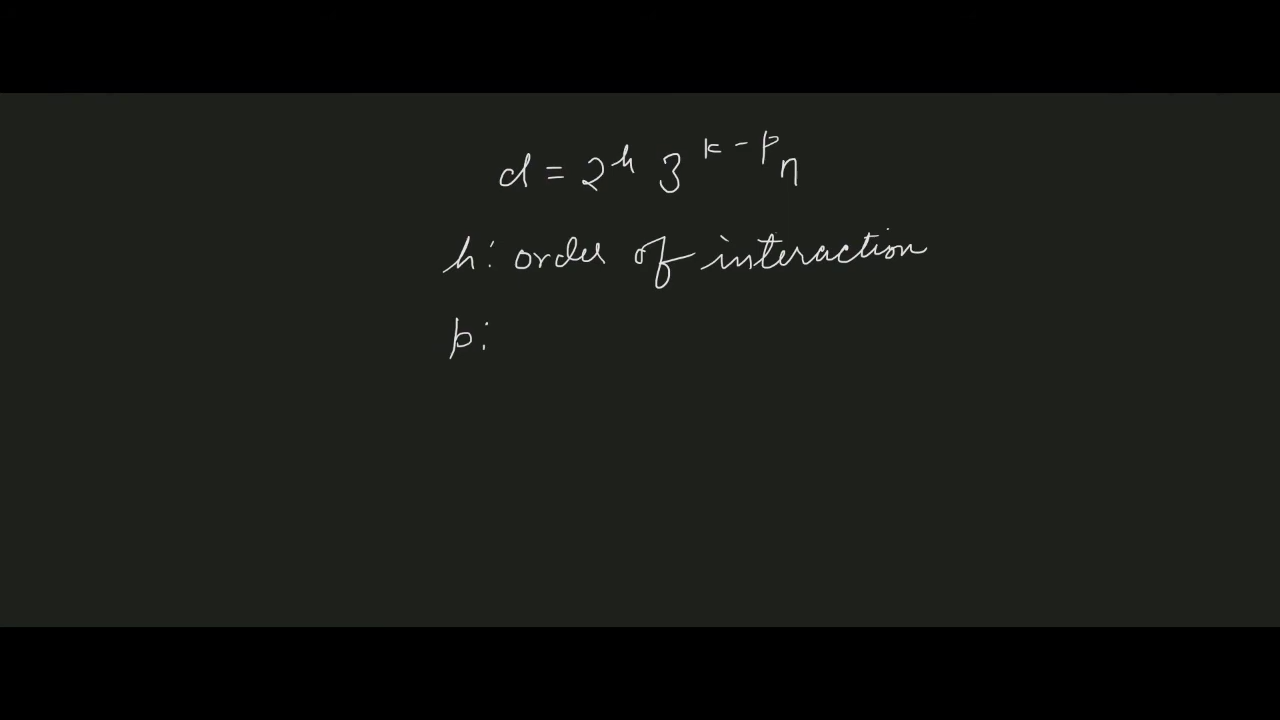 d = 2^h 3^{k-p} n
h: order of interaction
p: